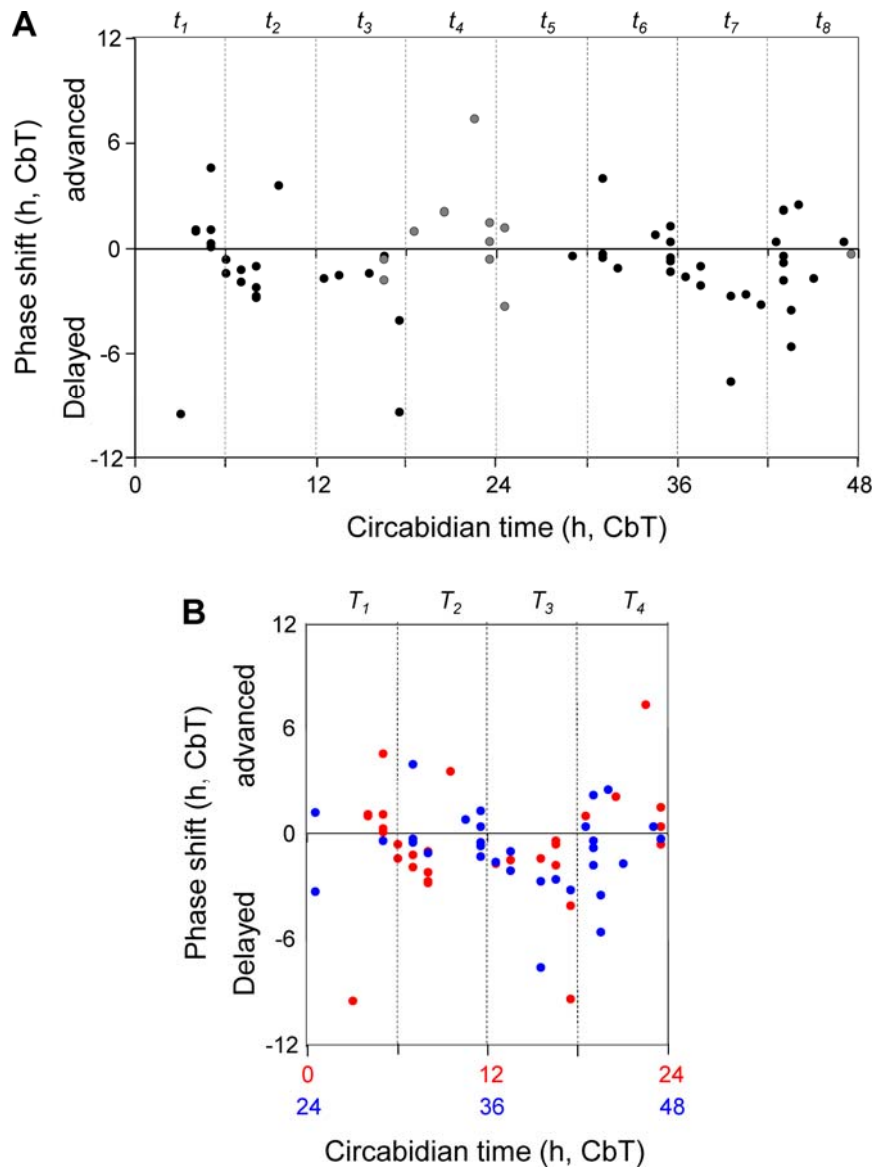 A
t1 t2 t3 t4 t5 t6 t7 t8
12
6
0
-6
-12
advanced
Delayed
Phase shift (h, CbT)
0 12 24 36 48
Circabidian time (h, CbT)
B
T1 T2 T3 T4
12
6
0
-6
-12
advanced
Delayed
Phase shift (h, CbT)
0 12 24
24 36 48
Circabidian time (h, CbT)